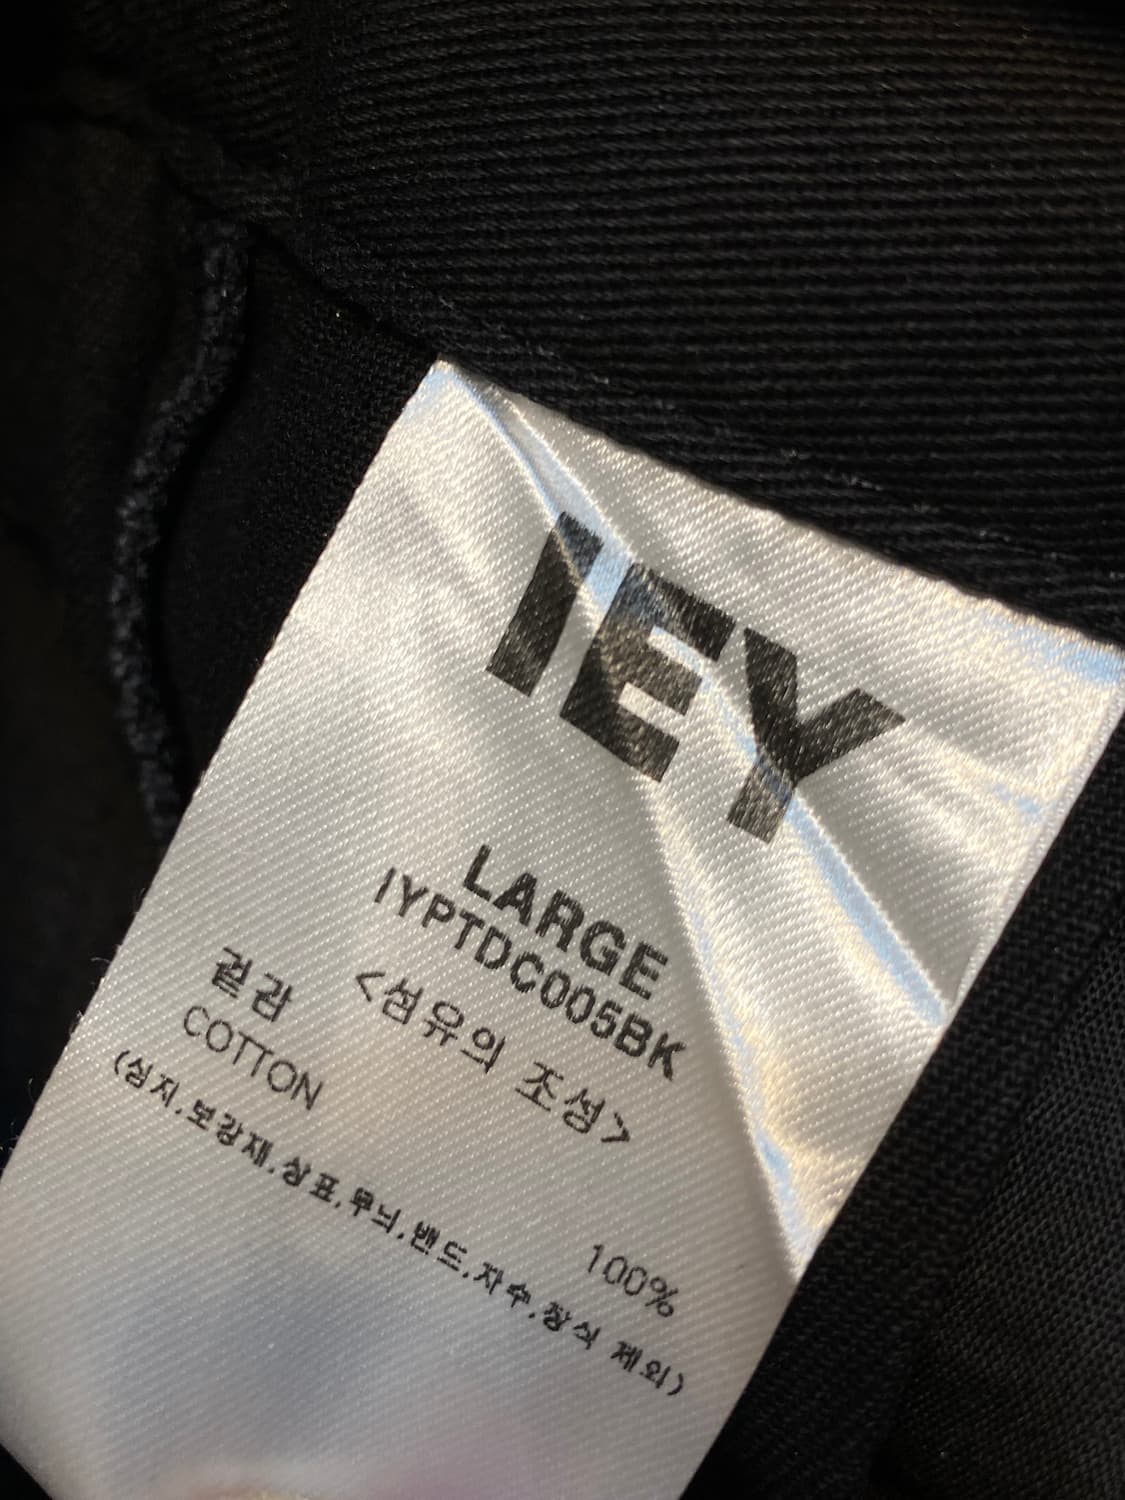 IEY
LARGE
IYPTDC005BK
<섬유의 조성>
겉감
COTTON 100%
(심지,보강재,상표,무늬,밴드,자수,장식 제외)